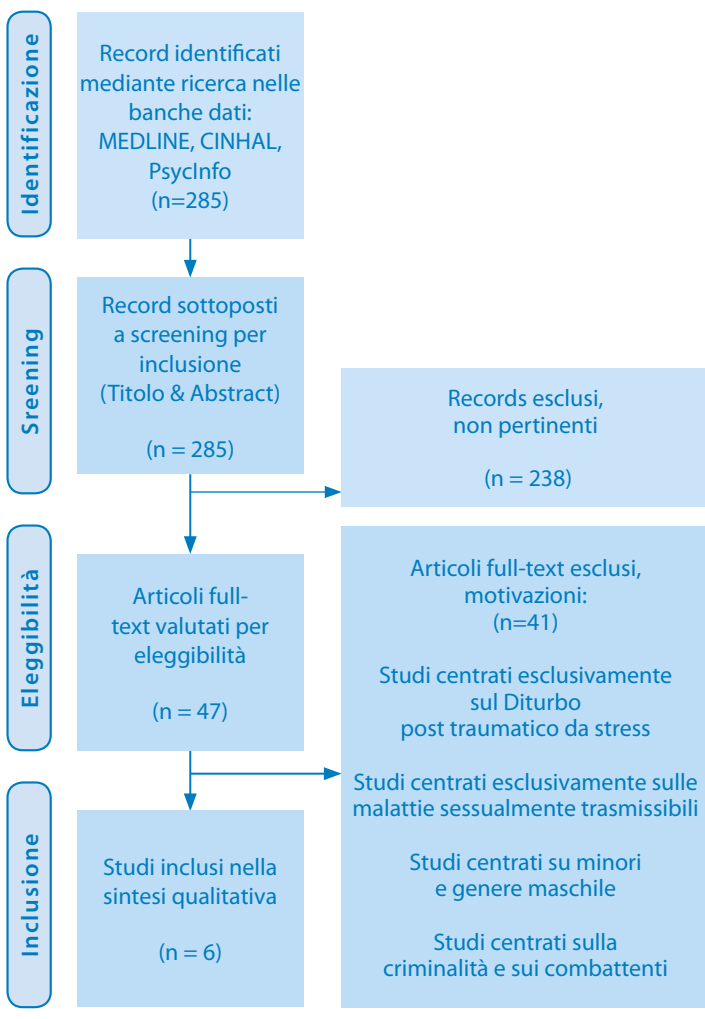 Identificazione
Record identificati
mediante ricerca nelle
banche dati:
MEDLINE, CINHAL,
PsycInfo
(n=285)
Sreening
Record sottoposti
a screening per
inclusione
(Titolo & Abstract)
(n = 285)
Records esclusi,
non pertinenti
(n = 238)
Eleggibilità
Articoli full-
text valutati per
eleggibilità
(n = 47)
Articoli full-text esclusi,
motivazioni:
(n=41)
Studi centrati esclusivamente
sul Diturbo
post traumatico da stress
Studi centrati esclusivamente sulle
malattie sessualmente trasmissibili
Studi centrati su minori
e genere maschile
Studi centrati sulla
criminalità e sui combattenti
Inclusione
Studi inclusi nella
sintesi qualitativa
(n = 6)